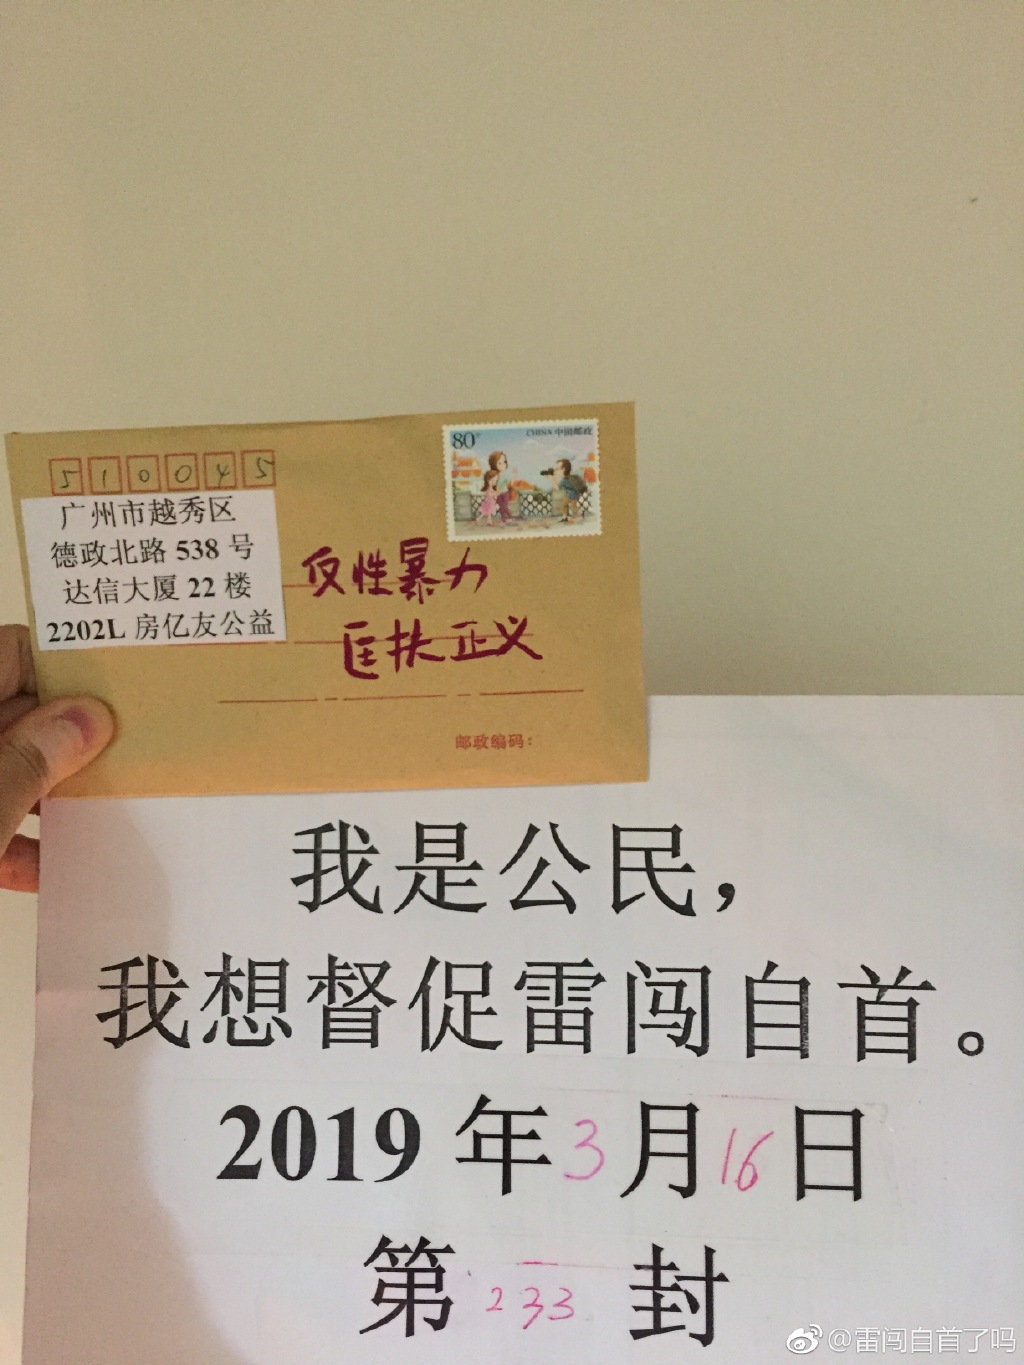 510045
80分
CHINA 中国邮政
广州市越秀区
德政北路 538 号
达信大厦 22 楼
2202L 房亿友公益
反性暴力
匡扶正义
邮政编码：
我是公民，
我想督促雷闯自首。
2019 年3月16日
第 233 封
@雷闯自首了吗